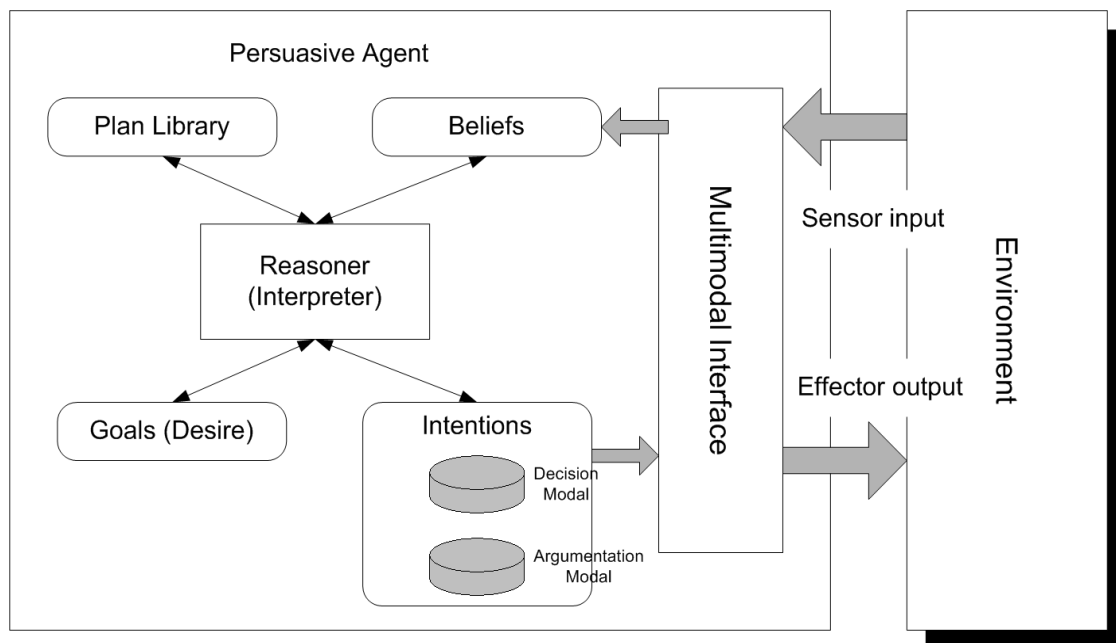 Persuasive Agent
Plan Library
Beliefs
Sensor input
Reasoner
(Interpreter)
Multimodal Interface
Environment
Effector output
Goals (Desire)
Intentions
Decision
Modal
Argumentation
Modal